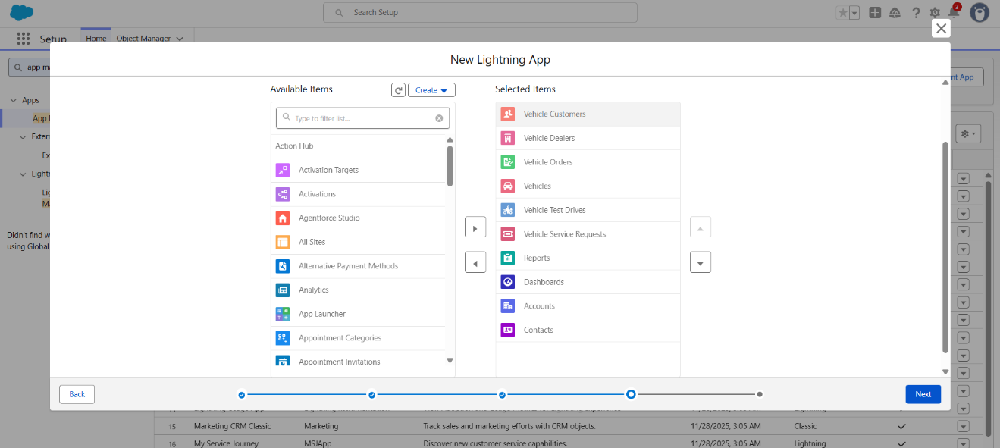 Search Setup
2
Setup
Home
Object Manager
New Lightning App
app ma
nt App
Available Items
Create
Selected Items
Apps
Type to filter list...
Vehicle Customers
App
Action Hub
Vehicle Dealers
Extern
Activation Targets
Vehicle Orders
Ex
Activations
Vehicles
Lightn
Agentforce Studio
Vehicle Test Drives
Lig
Ma
All Sites
Vehicle Service Requests
Didn't find w
using Global
Alternative Payment Methods
Reports
Analytics
Dashboards
App Launcher
Accounts
Appointment Categories
Contacts
Appointment Invitations
Back
Next
15 Marketing CRM Classic Marketing Track sales and marketing efforts with CRM objects. 11/28/2025, 3:05 AM Classic
16 My Service Journey MSJApp Discover new customer service capabilities. 11/28/2025, 3:05 AM Lightning